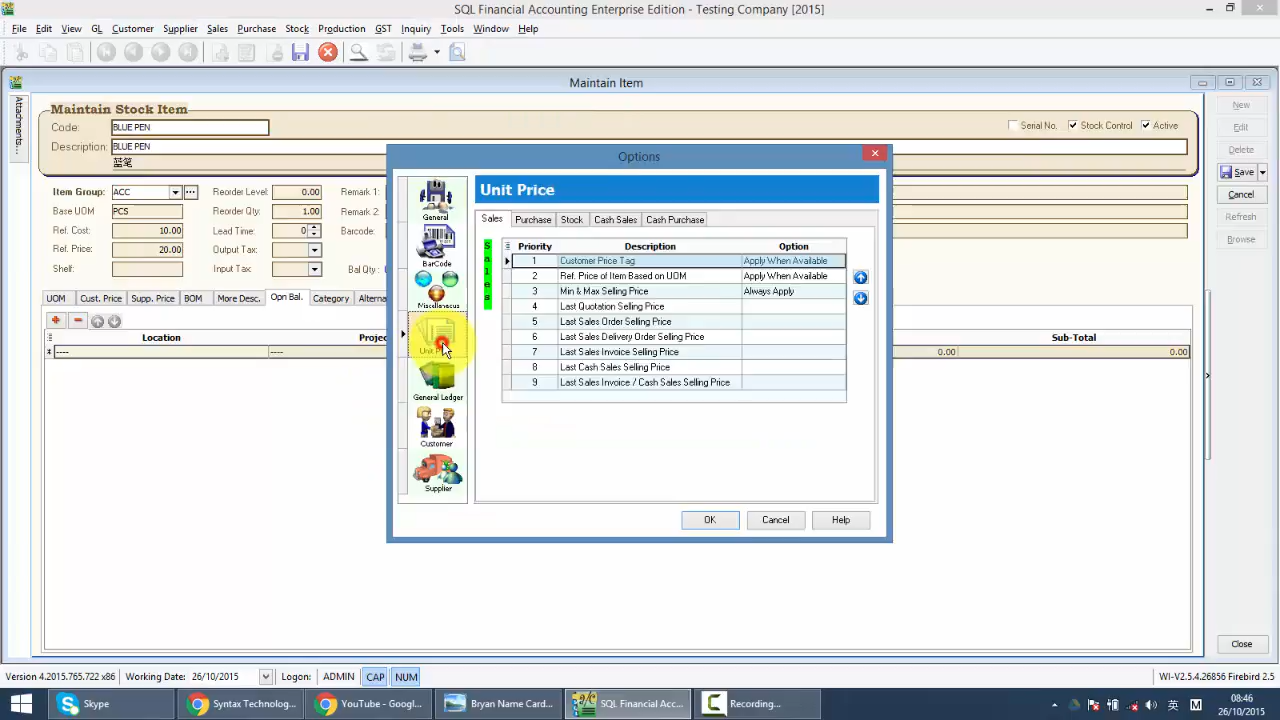 SQL Financial Accounting Enterprise Edition - Testing Company [2015]
File Edit View GL Customer Supplier Sales Purchase Stock Production GST Inquiry Tools Window Help
Maintain Item
Attachments...
Maintain Stock Item
Code: BLUE PEN
Serial No. Stock Control Active
Description: BLUE PEN
蓝笔
Item Group: ACC Reorder Level: 0.00 Remark 1:
Base UOM PCS Reorder Qty: 1.00 Remark 2:
Ref. Cost: 10.00 Lead Time: 0 Barcode:
Ref. Price: 20.00 Output Tax:
Shelf: Input Tax: Bal Qty:
UOM Cust. Price Supp. Price BOM More Desc. Opn Bal. Category Alterna
Location Project Sub-Total
---- ---- 0.00 0.00
New
Edit
Delete
Save
Cancel
Refresh
Browse
Close
Options
General
BarCode
Miscellaneous
General Ledger
Customer
Supplier
Unit Price
Sales Purchase Stock Cash Sales Cash Purchase
Sales
Priority Description Option
1 Customer Price Tag Apply When Available
2 Ref. Price of Item Based on UOM Apply When Available
3 Min & Max Selling Price Always Apply
4 Last Quotation Selling Price
5 Last Sales Order Selling Price
6 Last Sales Delivery Order Selling Price
7 Last Sales Invoice Selling Price
8 Last Cash Sales Selling Price
9 Last Sales Invoice / Cash Sales Selling Price
OK Cancel Help
Version 4.2015.765.722 x86 Working Date: 26/10/2015 Logon: ADMIN CAP NUM WI-V2.5.4.26856 Firebird 2.5
Skype Syntax Technolog... YouTube - Googl... Bryan Name Card... SQL Financial Acc... Recording...
英 M
08:46
26/10/2015